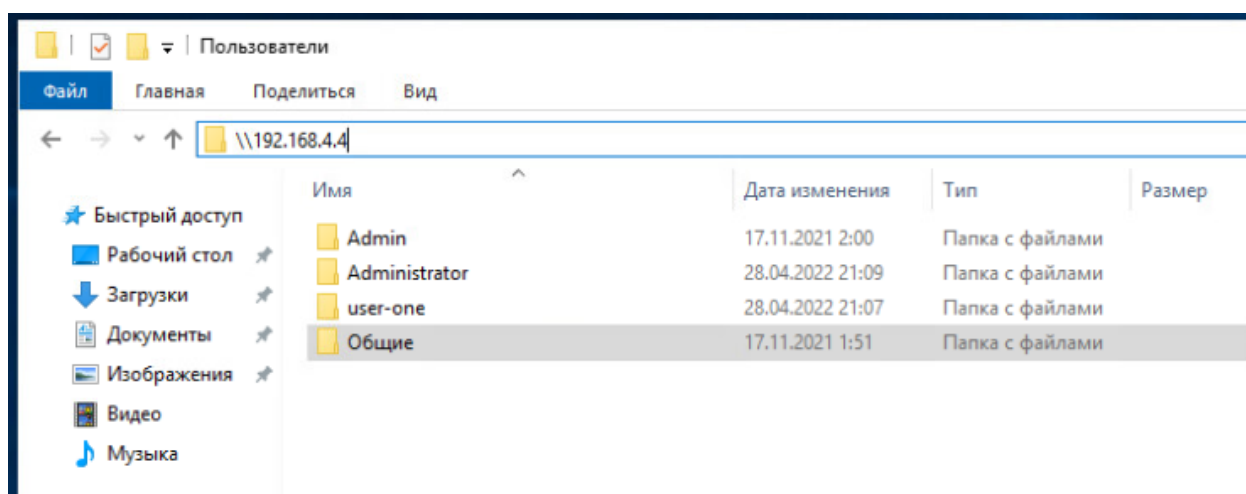 Пользователи
Файл Главная Поделиться Вид
\\192.168.4.4
Имя Дата изменения Тип Размер
Быстрый доступ
Рабочий стол
Загрузки
Документы
Изображения
Видео
Музыка
Admin 17.11.2021 2:00 Папка с файлами
Administrator 28.04.2022 21:09 Папка с файлами
user-one 28.04.2022 21:07 Папка с файлами
Общие 17.11.2021 1:51 Папка с файлами